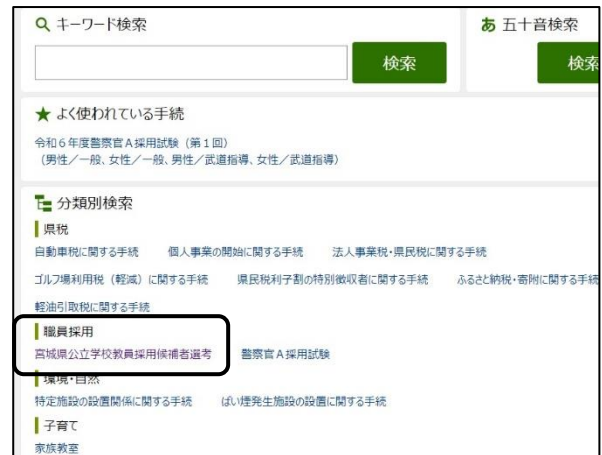 キーワード検索
あ 五十音検索
検索
検索
★ よく使われている手続
令和6年度警察官A採用試験（第1回）
（男性／一般、女性／一般、男性／武道指導、女性／武道指導）
分類別検索
県税
自動車税に関する手続 個人事業の開始に関する手続 法人事業税・県民税に関する手続
ゴルフ場利用税（軽減）に関する手続 県民税利子割の特別徴収者に関する手続 ふるさと納税・寄附に関する手続
軽油引取税に関する手続
職員採用
宮城県公立学校教員採用候補者選考 警察官A採用試験
環境・自然
特定施設の設置関係に関する手続 ばい煙発生施設の設置に関する手続
子育て
家族教室